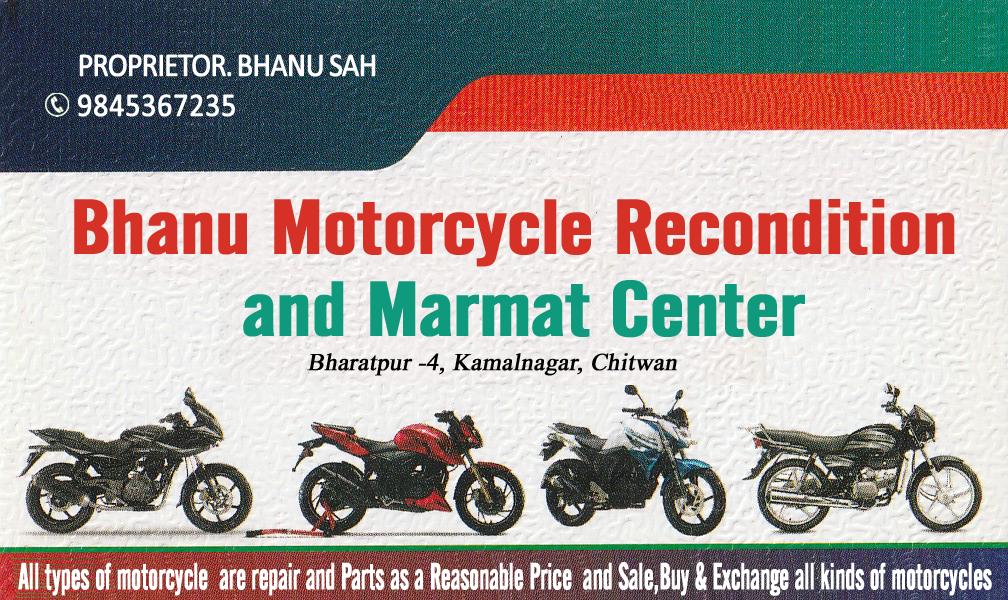 PROPRIETOR. BHANU SAH
9845367235
Bhanu Motorcycle Recondition
and Marmat Center
Bharatpur -4, Kamalnagar, Chitwan
All types of motorcycle are repair and Parts as a Reasonable Price and Sale,Buy & Exchange all kinds of motorcycles